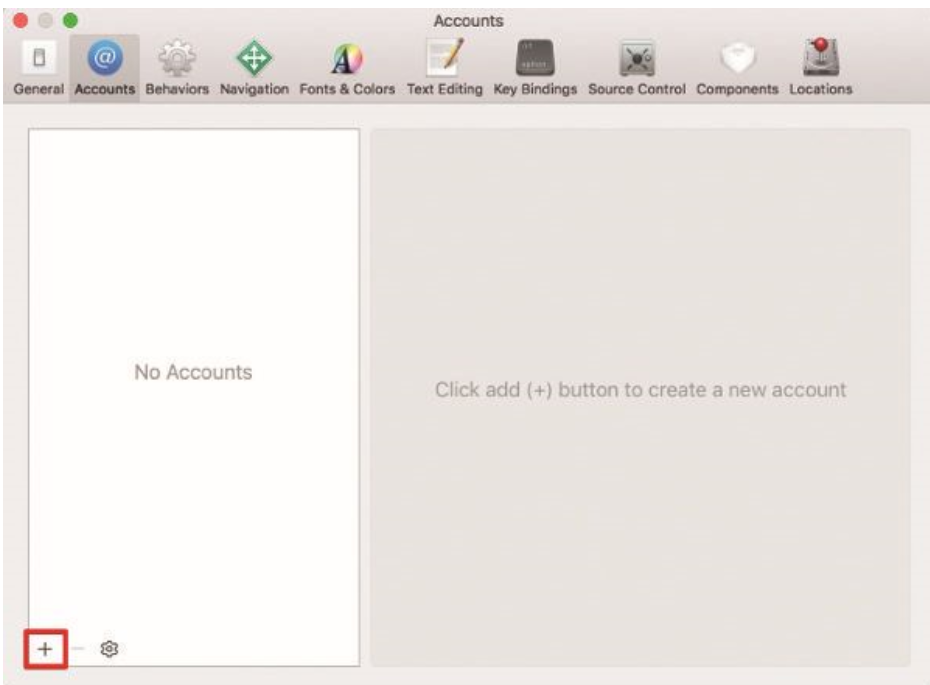 Accounts
General Accounts Behaviors Navigation Fonts & Colors Text Editing Key Bindings Source Control Components Locations
No Accounts
Click add (+) button to create a new account